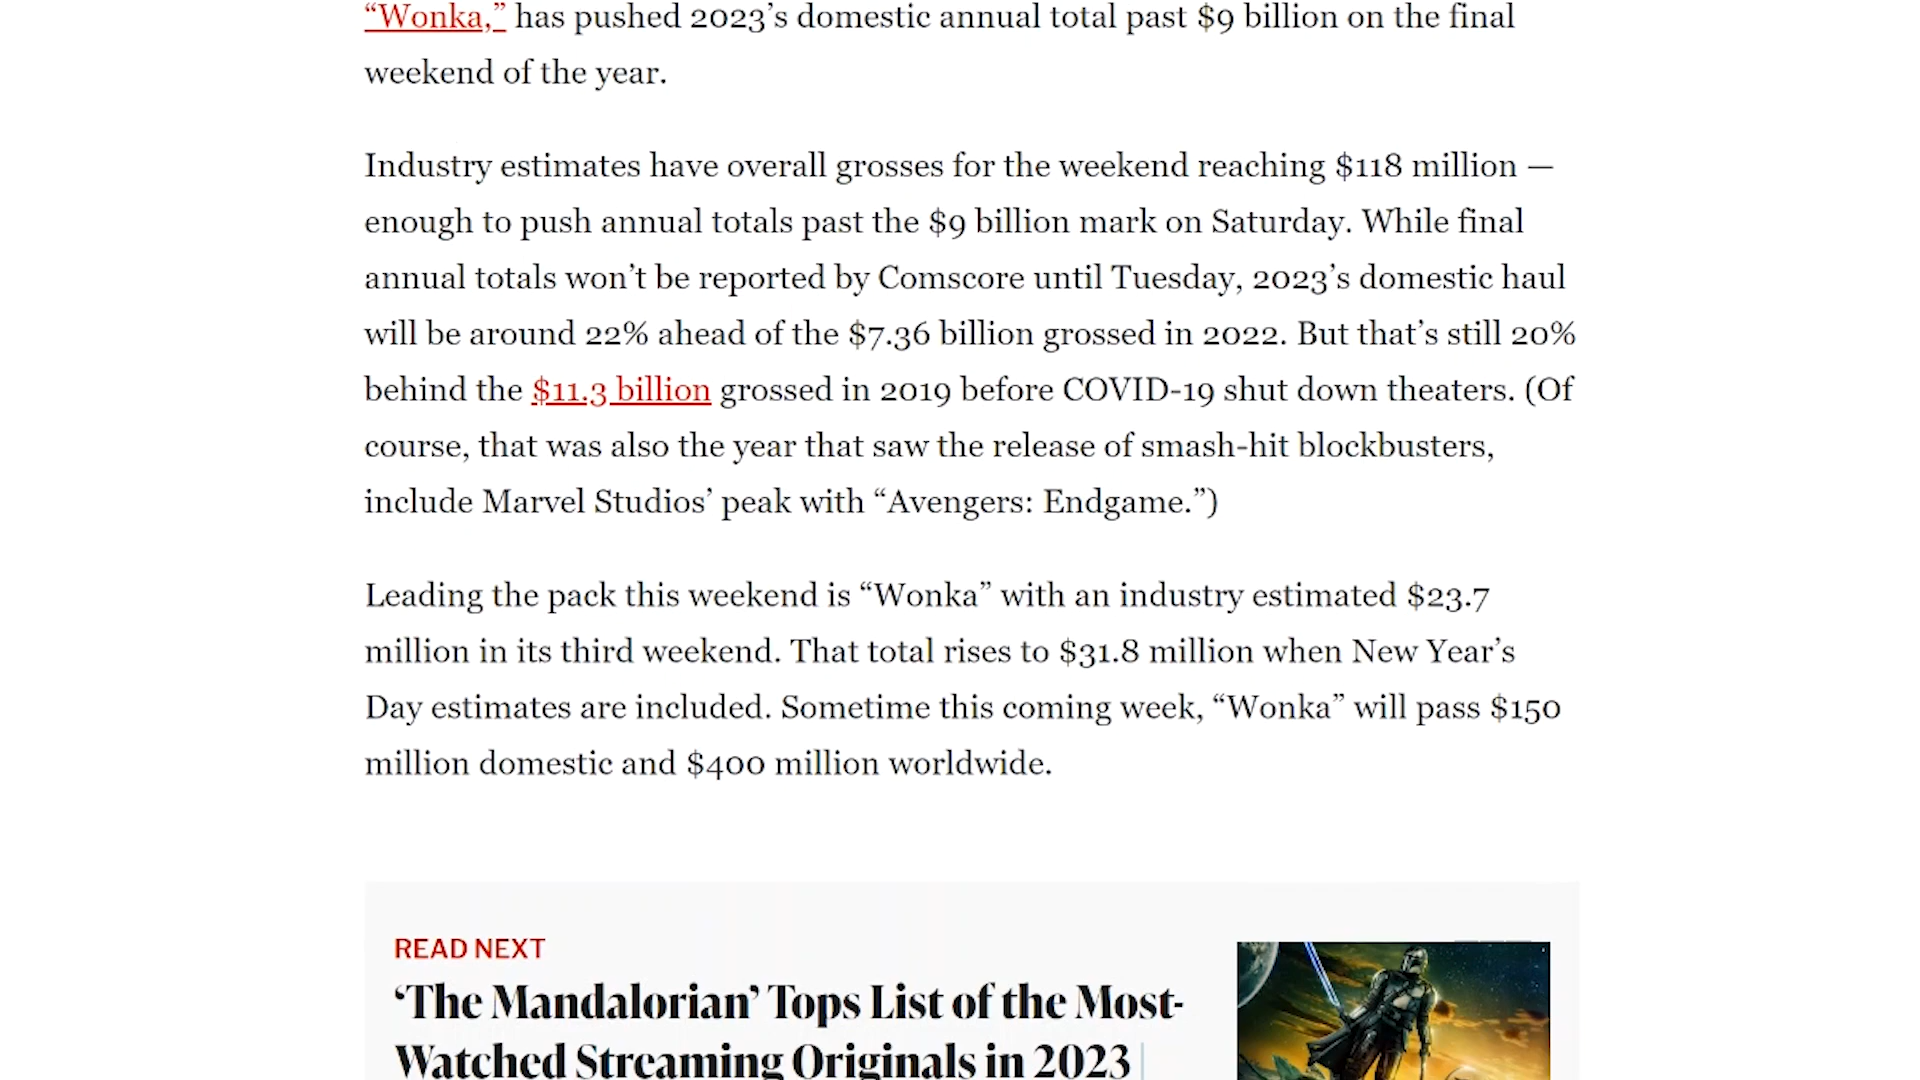 “Wonka,” has pushed 2023’s domestic annual total past $9 billion on the final
weekend of the year.
Industry estimates have overall grosses for the weekend reaching $118 million —
enough to push annual totals past the $9 billion mark on Saturday. While final
annual totals won’t be reported by Comscore until Tuesday, 2023’s domestic haul
will be around 22% ahead of the $7.36 billion grossed in 2022. But that’s still 20%
behind the $11.3 billion grossed in 2019 before COVID-19 shut down theaters. (Of
course, that was also the year that saw the release of smash-hit blockbusters,
include Marvel Studios’ peak with “Avengers: Endgame.”)
Leading the pack this weekend is “Wonka” with an industry estimated $23.7
million in its third weekend. That total rises to $31.8 million when New Year’s
Day estimates are included. Sometime this coming week, “Wonka” will pass $150
million domestic and $400 million worldwide.
READ NEXT
‘The Mandalorian’ Tops List of the Most-
Watched Streaming Originals in 2023 |